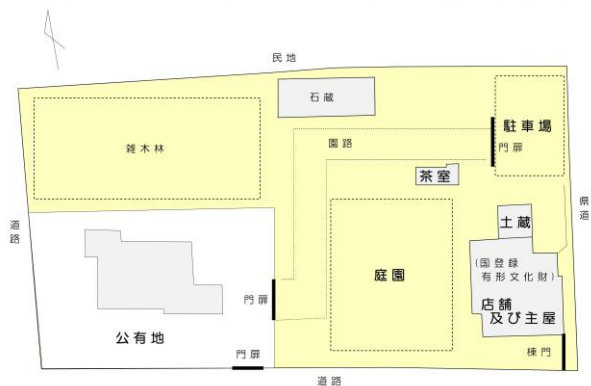 民地
石蔵
駐車場
雑木林
園路
門扉
茶室
道路
県道
土蔵
(国登録
有形文化財)
庭園
店舗
及び主屋
門扉
公有地
門扉
棟門
道路